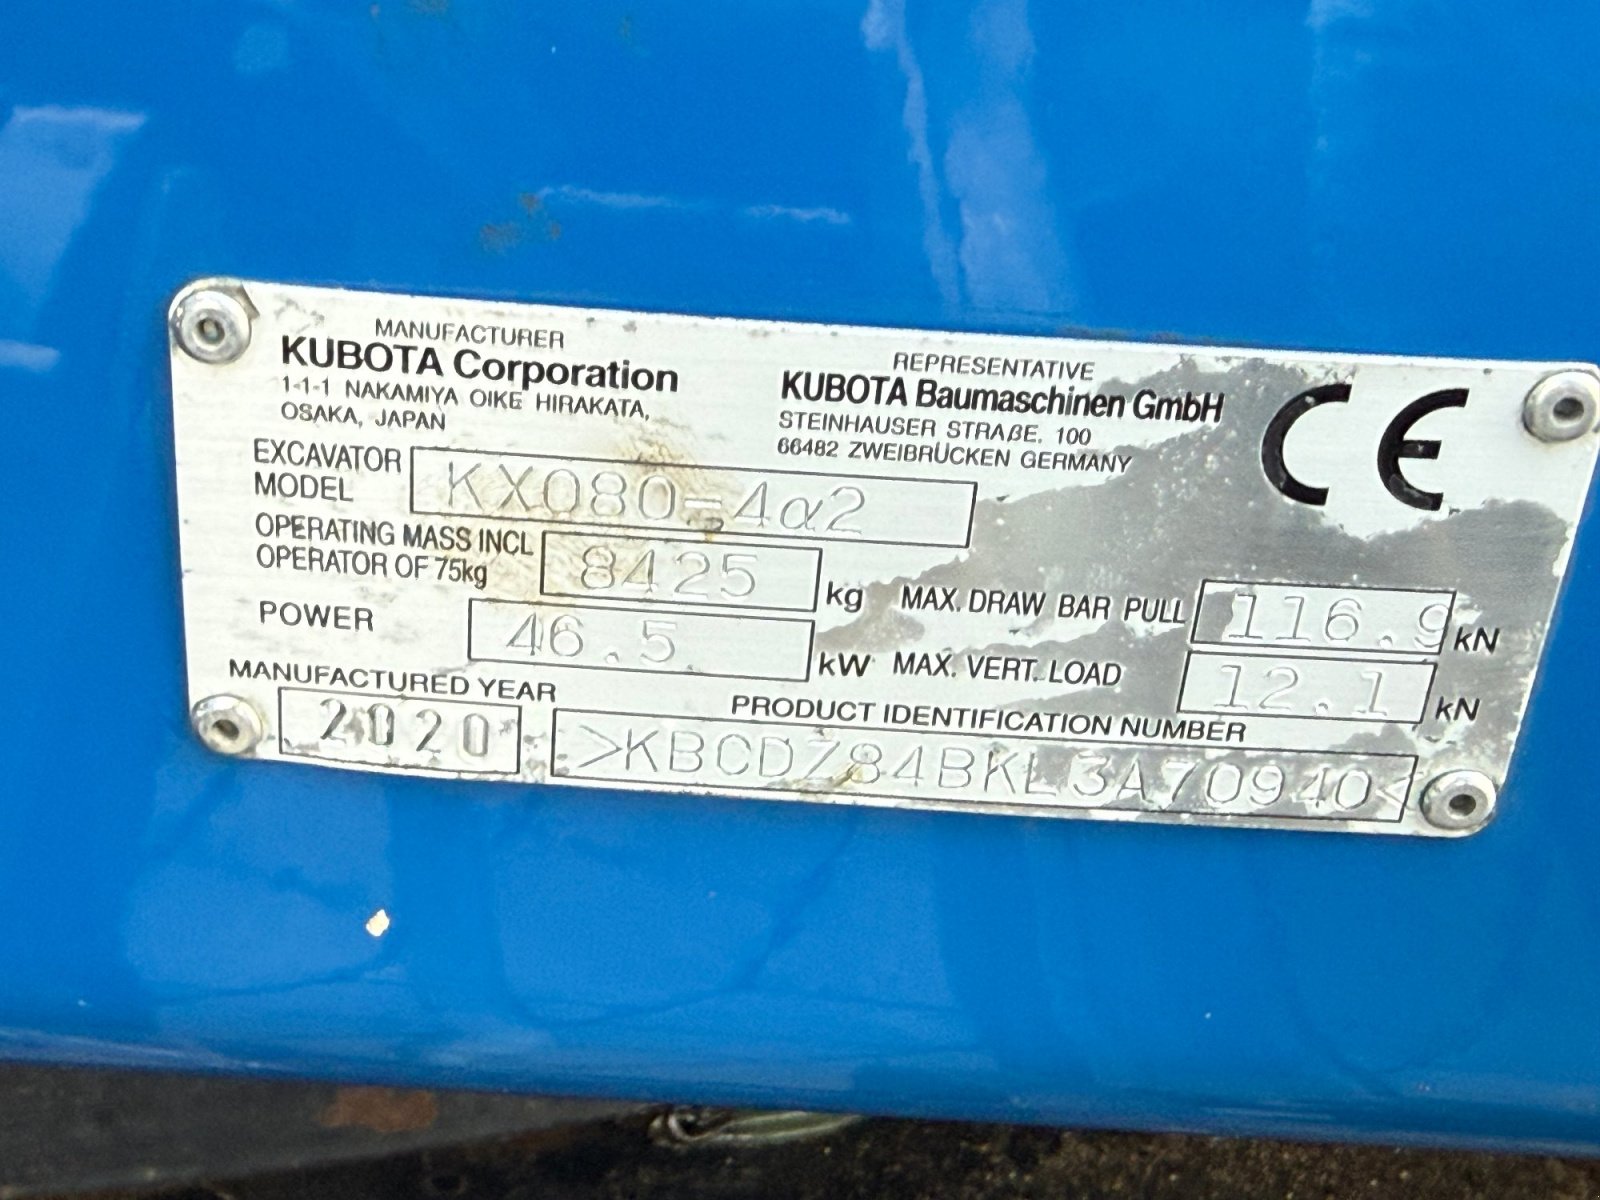 MANUFACTURER
KUBOTA Corporation
1-1-1 NAKAMIYA OIKE HIRAKATA,
OSAKA, JAPAN
REPRESENTATIVE
KUBOTA Baumaschinen GmbH
STEINHAUSER STRAßE. 100
66482 ZWEIBRÜCKEN GERMANY
CE
EXCAVATOR
MODEL KX080-4α2
OPERATING MASS INCL
OPERATOR OF 75kg 8425 kg
MAX. DRAW BAR PULL 116.9 kN
POWER 46.5 kW
MAX. VERT. LOAD 12.1 kN
MANUFACTURED YEAR
2020
PRODUCT IDENTIFICATION NUMBER
>KBCDZ84BKL3A70940<